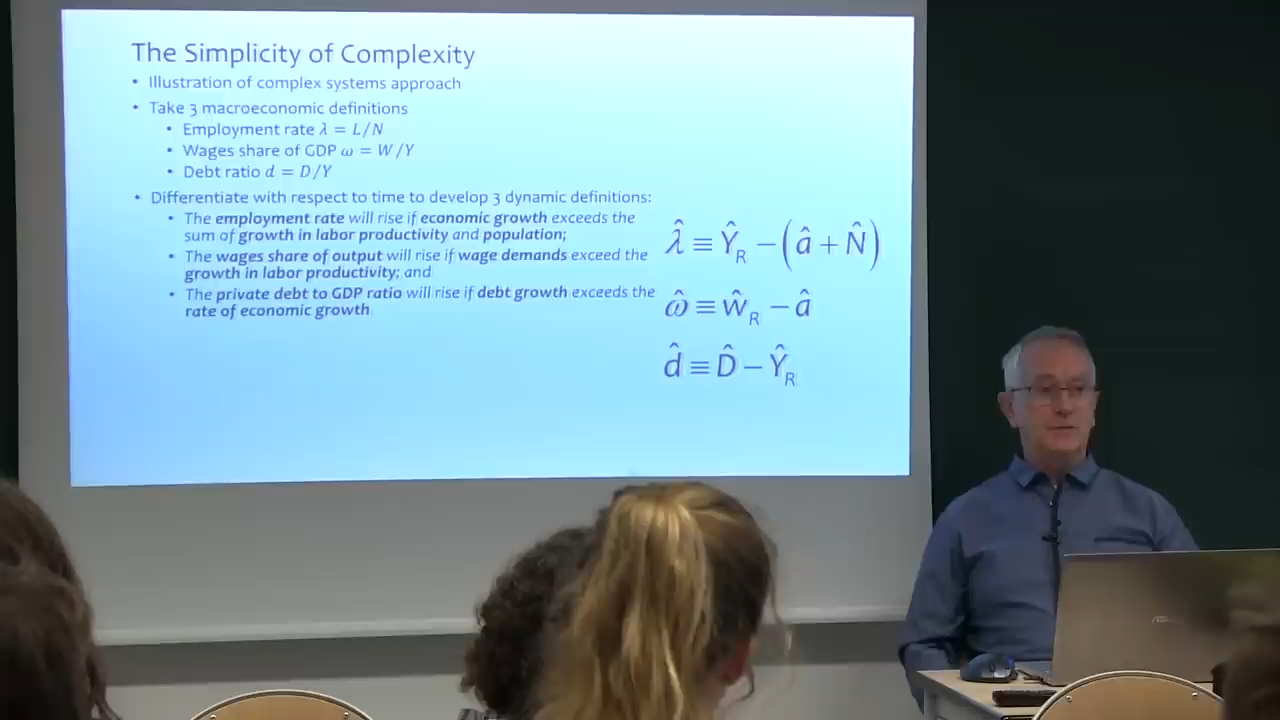 The Simplicity of Complexity
• Illustration of complex systems approach
• Take 3 macroeconomic definitions
• Employment rate λ = L/N
• Wages share of GDP ω = W/Y
• Debt ratio d = D/Y
• Differentiate with respect to time to develop 3 dynamic definitions:
• The employment rate will rise if economic growth exceeds the
sum of growth in labor productivity and population;
• The wages share of output will rise if wage demands exceed the
growth in labor productivity; and
• The private debt to GDP ratio will rise if debt growth exceeds the
rate of economic growth
λ̂ ≡ Ŷ_R − (â + N̂)
ω̂ ≡ ŵ_R − â
d̂ ≡ D̂ − Ŷ_R